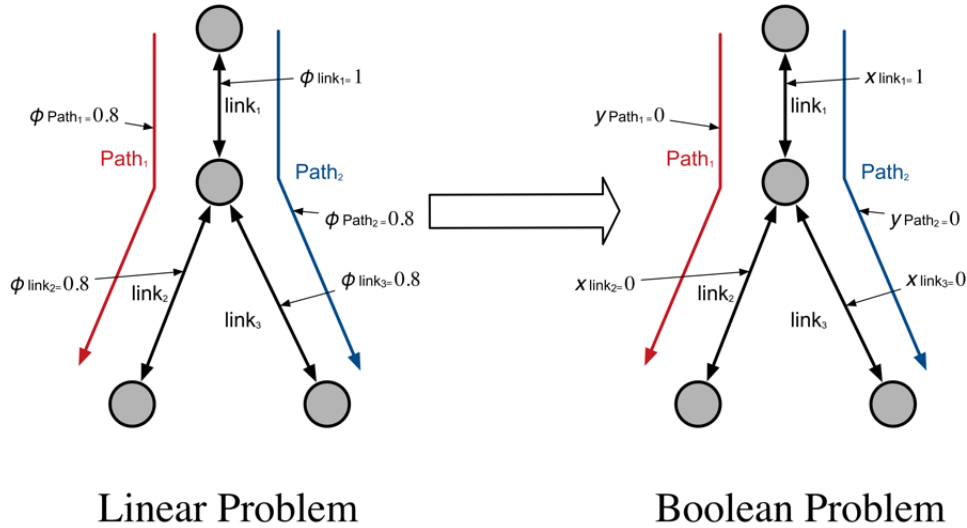 ϕ link₁= 1
ϕ Path₁= 0.8
link₁
Path₁
Path₂
ϕ Path₂= 0.8
ϕ link₂= 0.8
ϕ link₃= 0.8
link₂
link₃
Linear Problem
x link₁= 1
y Path₁= 0
link₁
Path₁
Path₂
y Path₂= 0
x link₂= 0
x link₃= 0
link₂
link₃
Boolean Problem